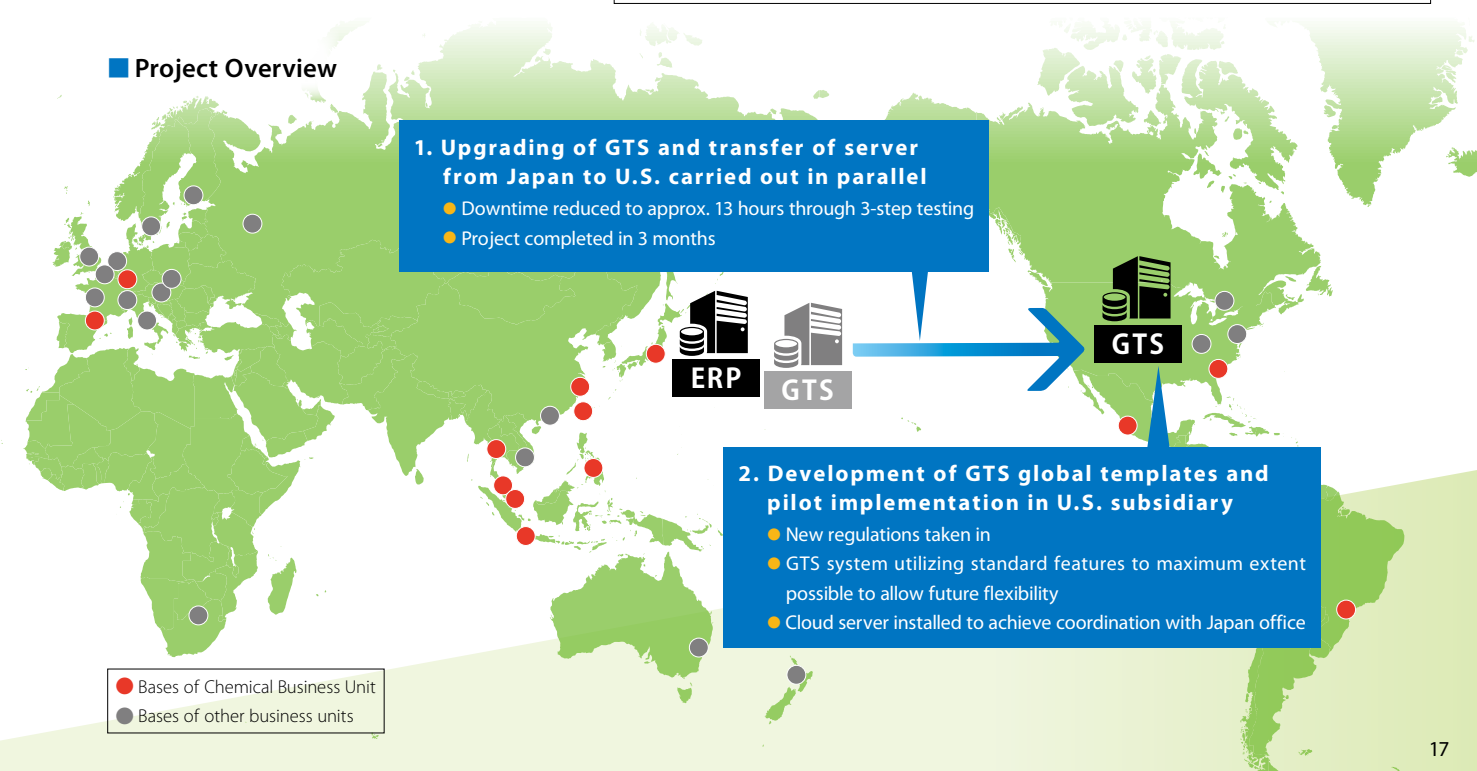 Project Overview
1. Upgrading of GTS and transfer of server
from Japan to U.S. carried out in parallel
Downtime reduced to approx. 13 hours through 3-step testing
Project completed in 3 months
ERP
GTS
GTS
2. Development of GTS global templates and
pilot implementation in U.S. subsidiary
New regulations taken in
GTS system utilizing standard features to maximum extent
possible to allow future flexibility
Cloud server installed to achieve coordination with Japan office
Bases of Chemical Business Unit
Bases of other business units
17